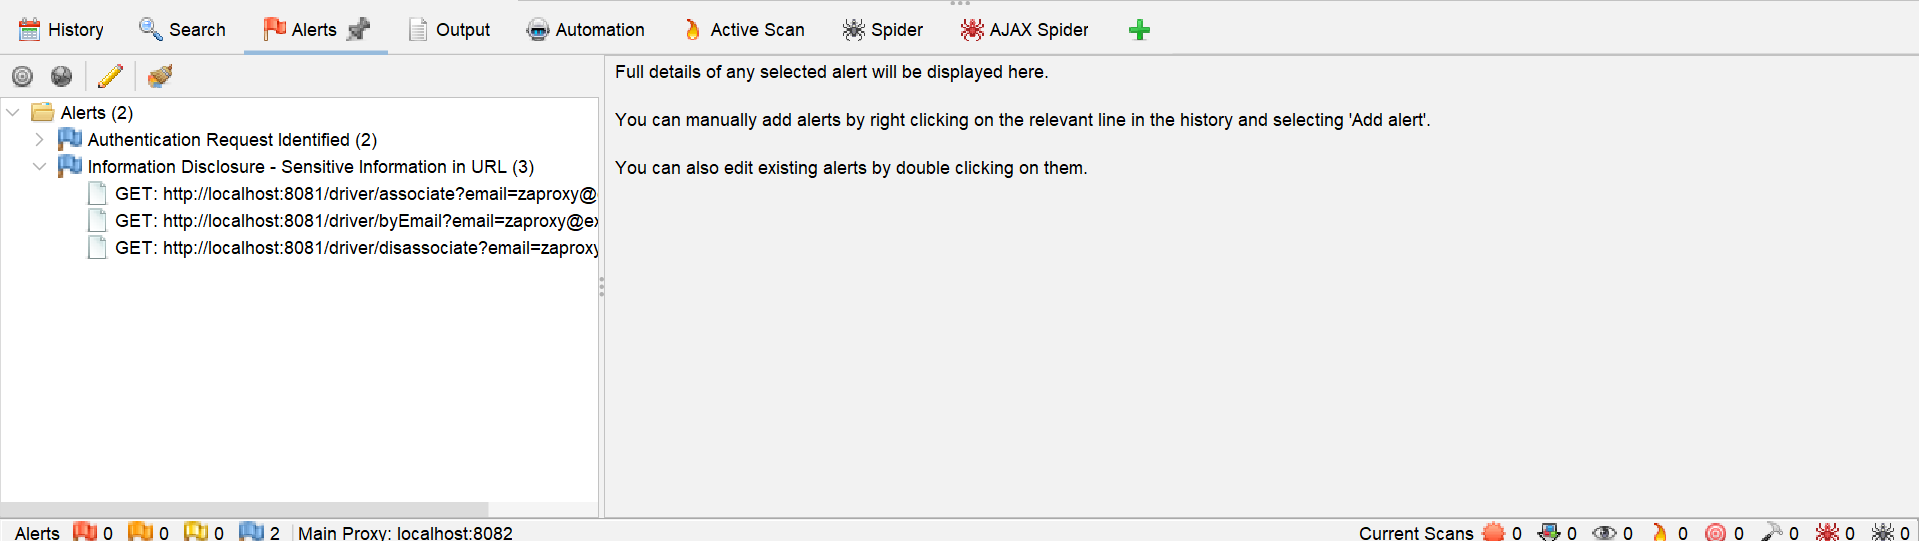 History Search Alerts Output Automation Active Scan Spider AJAX Spider
Alerts (2)
Authentication Request Identified (2)
Information Disclosure - Sensitive Information in URL (3)
GET: http://localhost:8081/driver/associate?email=zaproxy@
GET: http://localhost:8081/driver/byEmail?email=zaproxy@ex
GET: http://localhost:8081/driver/disassociate?email=zaproxy
Full details of any selected alert will be displayed here.
You can manually add alerts by right clicking on the relevant line in the history and selecting 'Add alert'.
You can also edit existing alerts by double clicking on them.
Alerts 0 0 0 2 Main Proxy: localhost:8082 Current Scans 0 0 0 0 0 0 0 0